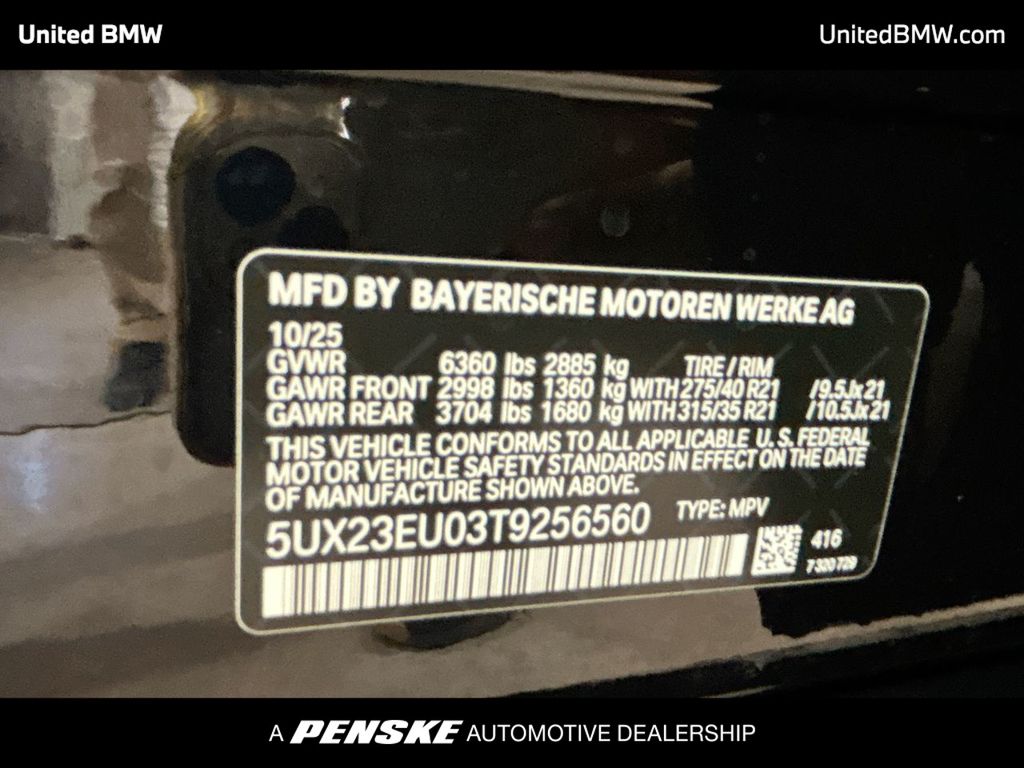 United BMW
UnitedBMW.com
MFD BY BAYERISCHE MOTOREN WERKE AG
10/25
GVWR 6360 lbs 2885 kg TIRE / RIM
GAWR FRONT 2998 lbs 1360 kg WITH 275/40 R21 /9.5Jx21
GAWR REAR 3704 lbs 1680 kg WITH 315/35 R21 /10.5Jx21
THIS VEHICLE CONFORMS TO ALL APPLICABLE U.S. FEDERAL
MOTOR VEHICLE SAFETY STANDARDS IN EFFECT ON THE DATE
OF MANUFACTURE SHOWN ABOVE.
5UX23EU03T9256560 TYPE: MPV
416
7 320 729
A PENSKE AUTOMOTIVE DEALERSHIP